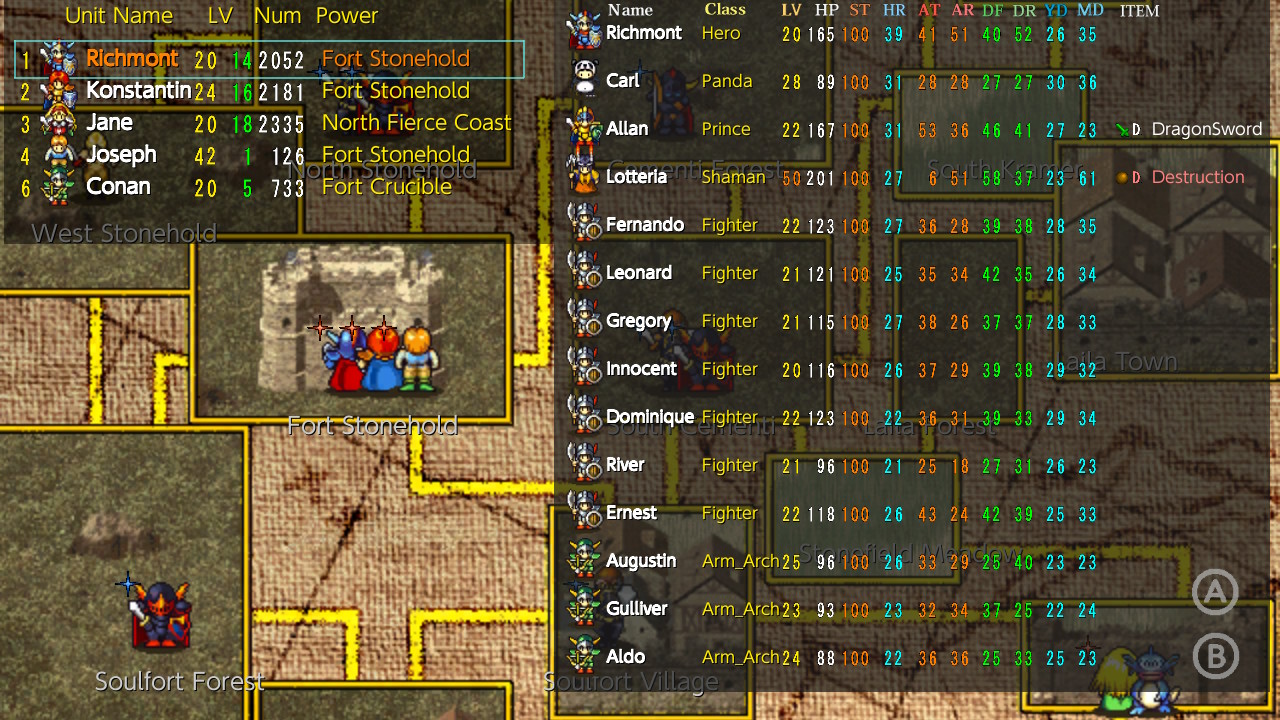 Unit Name LV Num Power
1 Richmont 20 14 2052 Fort Stonehold
2 Konstantin 24 16 2181 Fort Stonehold
3 Jane 20 18 2335 North Fierce Coast
4 Joseph 42 1 126 Fort Stonehold
6 Conan 20 5 733 Fort Crucible
North Stonehold
West Stonehold
Fort Stonehold
Soulfort Forest
Name Class LV HP ST HR AT AR DF DR YD MD ITEM
Richmont Hero 20 165 100 39 41 51 40 52 26 35
Carl Panda 28 89 100 31 28 28 27 27 30 36
Allan Prince 22 167 100 31 53 36 46 41 27 23 D DragonSword
Lotteria Shaman 50 201 100 27 6 51 58 37 23 61 D Destruction
Fernando Fighter 22 123 100 27 36 28 39 38 28 35
Leonard Fighter 21 121 100 25 35 34 42 35 26 34
Gregory Fighter 21 115 100 27 38 26 37 37 28 33
Innocent Fighter 20 116 100 26 37 29 39 38 29 32
Dominique Fighter 22 123 100 22 36 31 39 33 29 34
River Fighter 21 96 100 21 25 18 27 31 26 23
Ernest Fighter 22 118 100 26 43 24 42 39 25 33
Augustin Arm_Arch 25 96 100 26 33 29 25 40 23 23
Gulliver Arm_Arch 23 93 100 23 32 34 37 25 22 24
Aldo Arm_Arch 24 88 100 22 36 36 25 33 25 23
Laila Town
South Cementi
Laila Forest
Stonefield Meadow
Soulfort Village
A
B